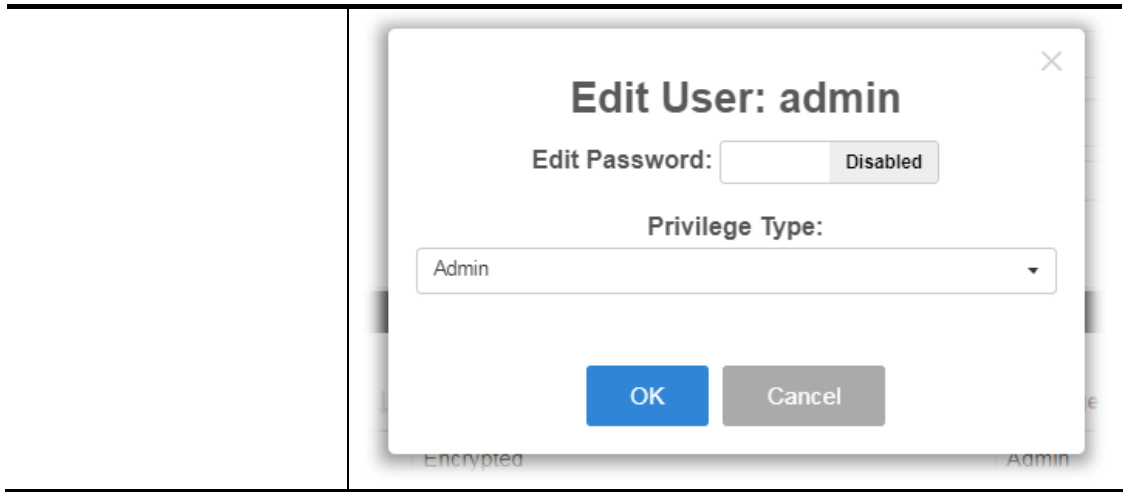 Edit User: admin
Edit Password: Disabled
Privilege Type:
Admin
OK Cancel
Encrypted Admin